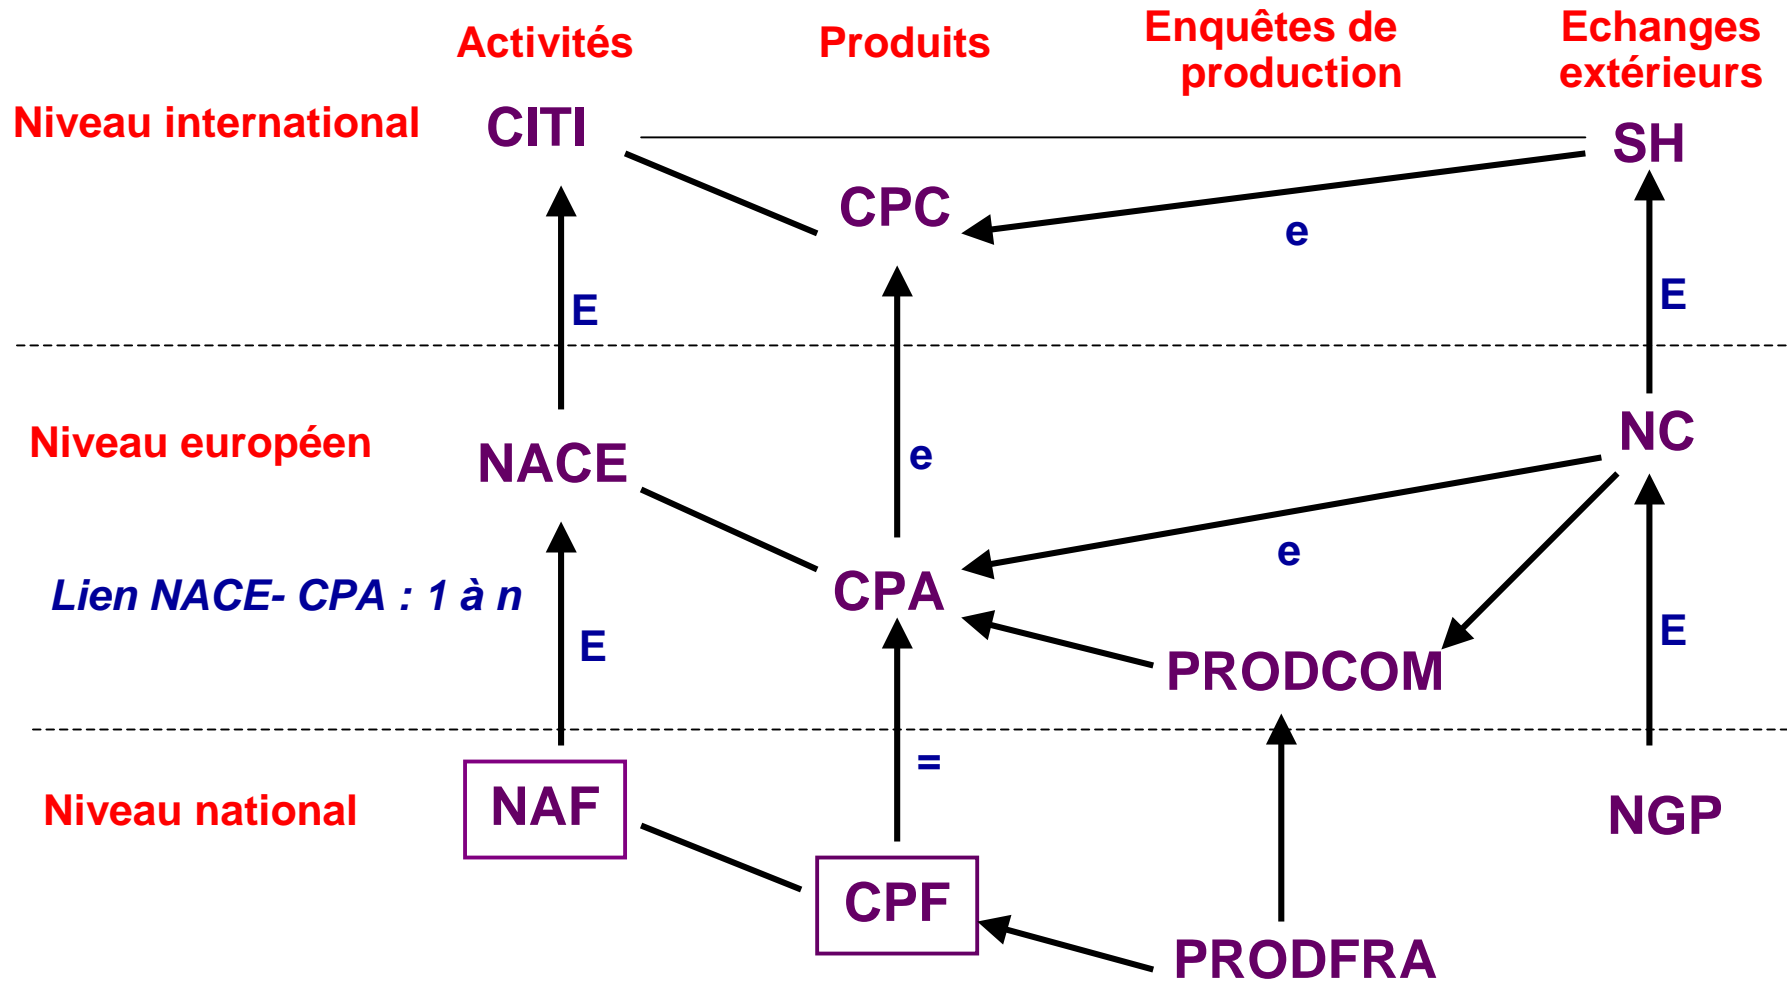 Activités
Produits
Enquêtes de
production
Echanges
extérieurs
Niveau international
CITI
SH
CPC
e
E
E
Niveau européen
NACE
NC
e
e
Lien NACE- CPA : 1 à n
CPA
E
E
PRODCOM
=
Niveau national
NAF
NGP
CPF
PRODFRA